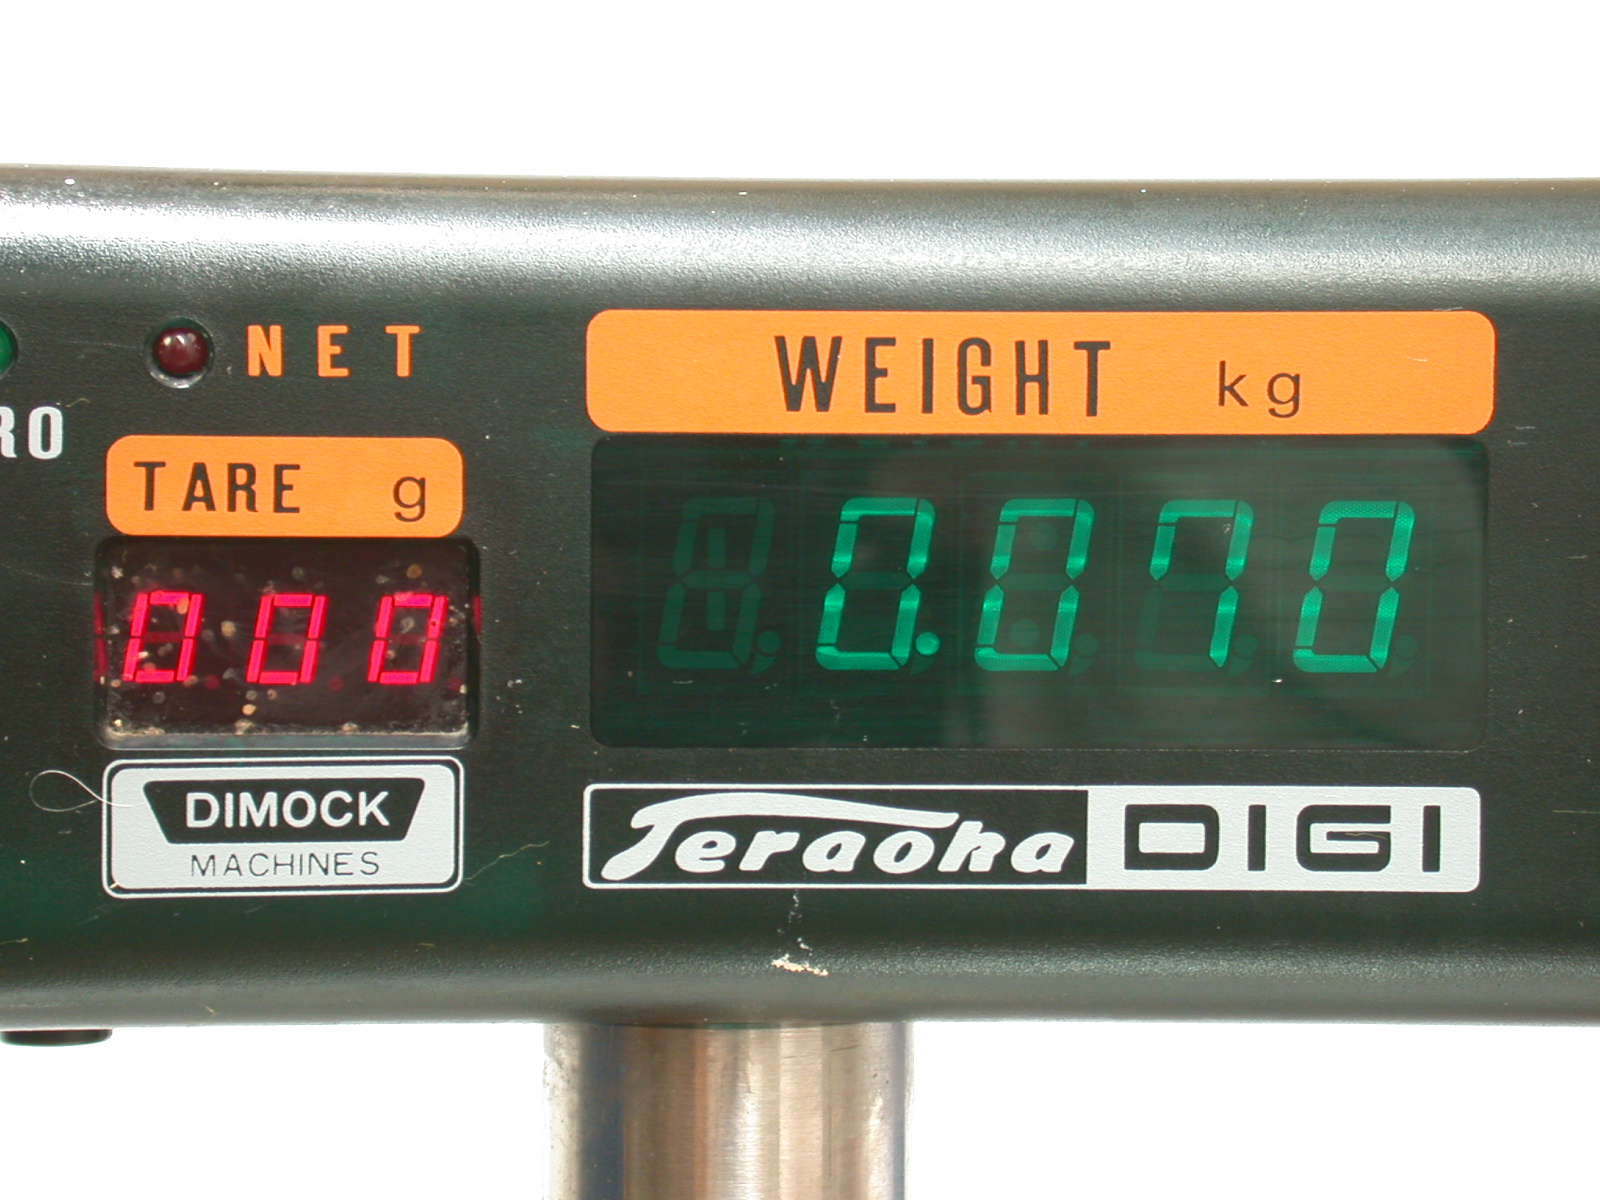 NET
RO
WEIGHT kg
TARE g
0.070
000
DIMOCK
MACHINES
Teraoka DIGI